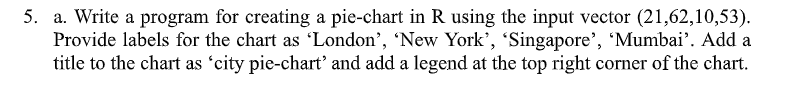 5. a. Write a program for creating a pie-chart in R using the input vector (21,62,10,53).
Provide labels for the chart as ‘London’, ‘New York’, ‘Singapore’, ‘Mumbai’. Add a
title to the chart as ‘city pie-chart’ and add a legend at the top right corner of the chart.